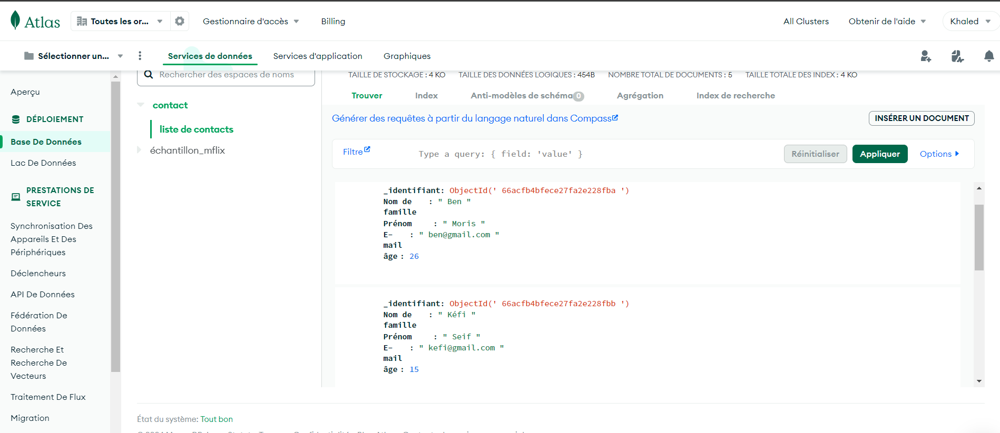 Atlas
Toutes les or...
Gestionnaire d'accès
Billing
All Clusters
Obtenir de l'aide
Khaled
Sélectionner un...
Services de données
Services d'application
Graphiques
Aperçu
DÉPLOIEMENT
Base De Données
Lac De Données
PRESTATIONS DE
SERVICE
Synchronisation Des
Appareils Et Des
Périphériques
Déclencheurs
API De Données
Fédération De
Données
Recherche Et
Recherche De
Vecteurs
Traitement De Flux
Migration
Rechercher des espaces de noms
contact
liste de contacts
échantillon_mflix
TAILLE DE STOCKAGE : 4 KO TAILLE DES DONNÉES LOGIQUES : 454B NOMBRE TOTAL DE DOCUMENTS : 5 TAILLE TOTALE DES INDEX : 4 KO
Trouver Index Anti-modèles de schéma 0 Agrégation Index de recherche
Générer des requêtes à partir du langage naturel dans Compass
INSÉRER UN DOCUMENT
Filtre
Type a query: { field: 'value' }
Réinitialiser
Appliquer
Options
_identifiant: ObjectId(' 66acfb4bfece27fa2e228fba ')
Nom de : " Ben "
famille
Prénom : " Moris "
E- : " ben@gmail.com "
mail
âge : 26
_identifiant: ObjectId(' 66acfb4bfece27fa2e228fbb ')
Nom de : " Kéfi "
famille
Prénom : " Seif "
E- : " kefi@gmail.com "
mail
âge : 15
État du système: Tout bon